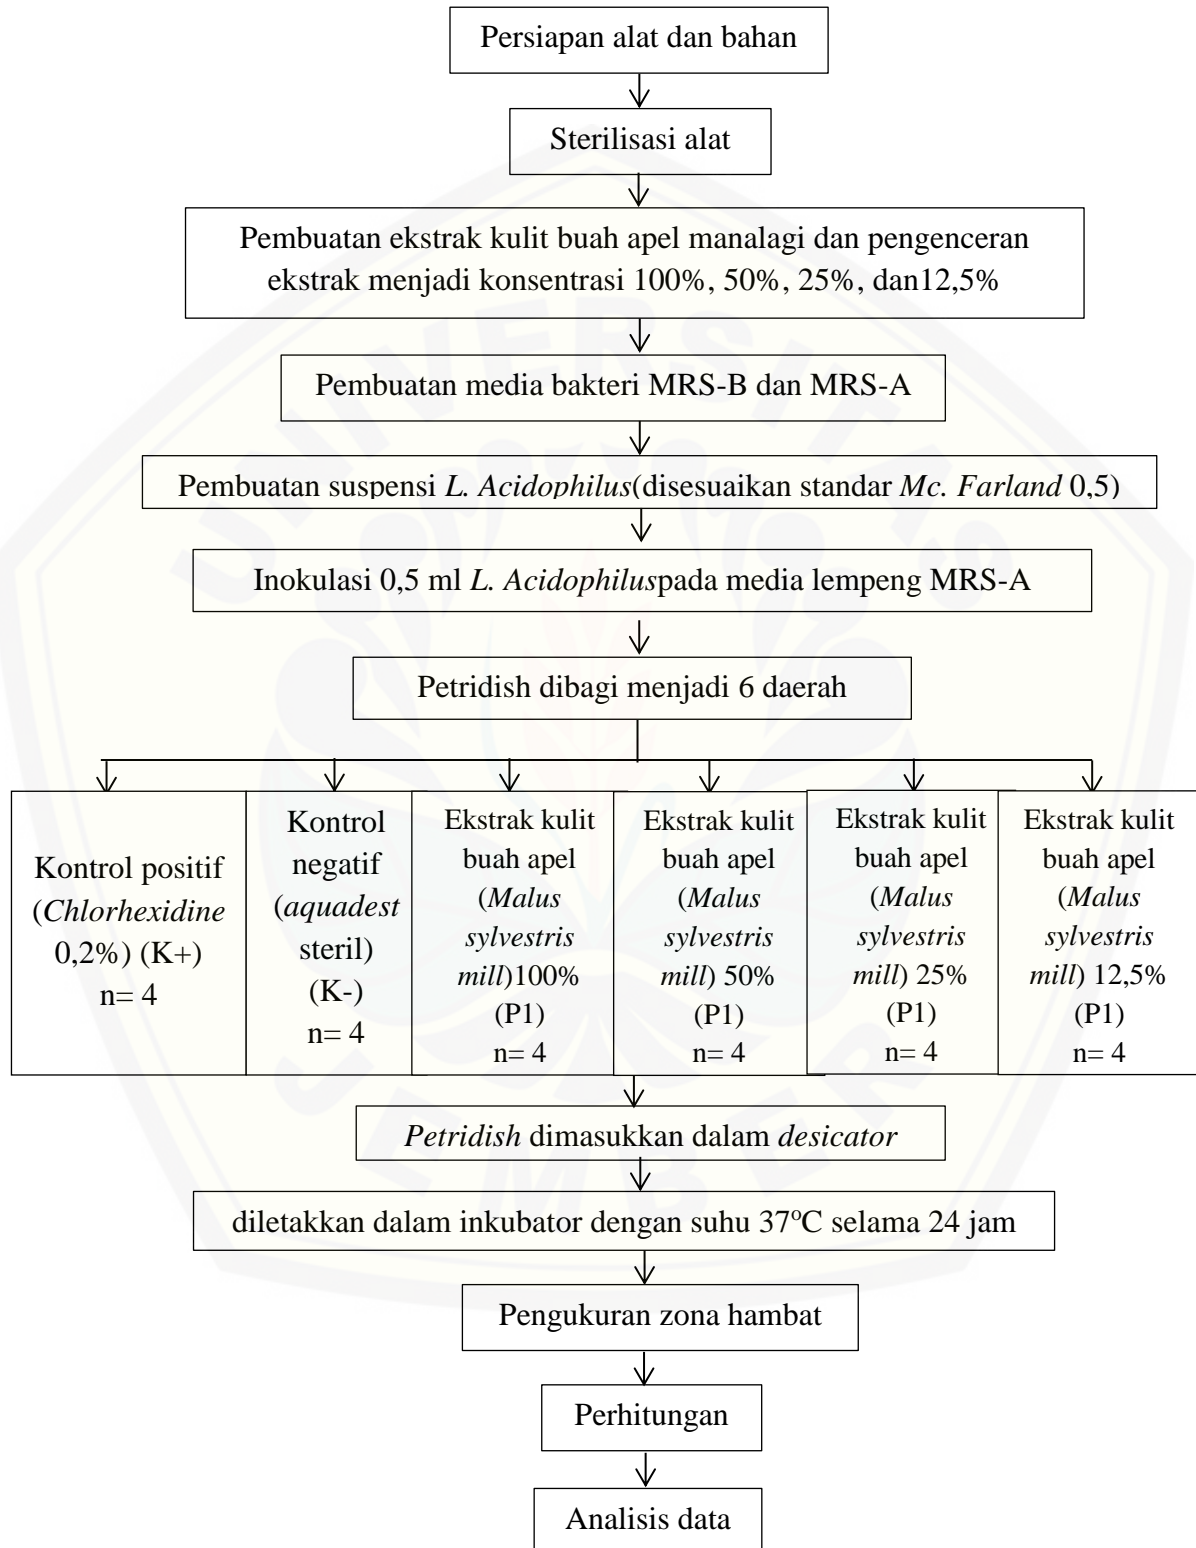 Persiapan alat dan bahan
Sterilisasi alat
Pembuatan ekstrak kulit buah apel manalagi dan pengenceran
ekstrak menjadi konsentrasi 100%, 50%, 25%, dan12,5%
Pembuatan media bakteri MRS-B dan MRS-A
Pembuatan suspensi L. Acidophilus(disesuaikan standar Mc. Farland 0,5)
Inokulasi 0,5 ml L. Acidophiluspada media lempeng MRS-A
Petridish dibagi menjadi 6 daerah
Kontrol positif
(Chlorhexidine
0,2%) (K+)
n= 4
Kontrol
negatif
(aquadest
steril)
(K-)
n= 4
Ekstrak kulit
buah apel
(Malus
sylvestris
mill)100%
(P1)
n= 4
Ekstrak kulit
buah apel
(Malus
sylvestris
mill) 50%
(P1)
n= 4
Ekstrak kulit
buah apel
(Malus
sylvestris
mill) 25%
(P1)
n= 4
Ekstrak kulit
buah apel
(Malus
sylvestris
mill) 12,5%
(P1)
n= 4
Petridish dimasukkan dalam desicator
diletakkan dalam inkubator dengan suhu 37°C selama 24 jam
Pengukuran zona hambat
Perhitungan
Analisis data
UNIVERSITAS
JEMBER